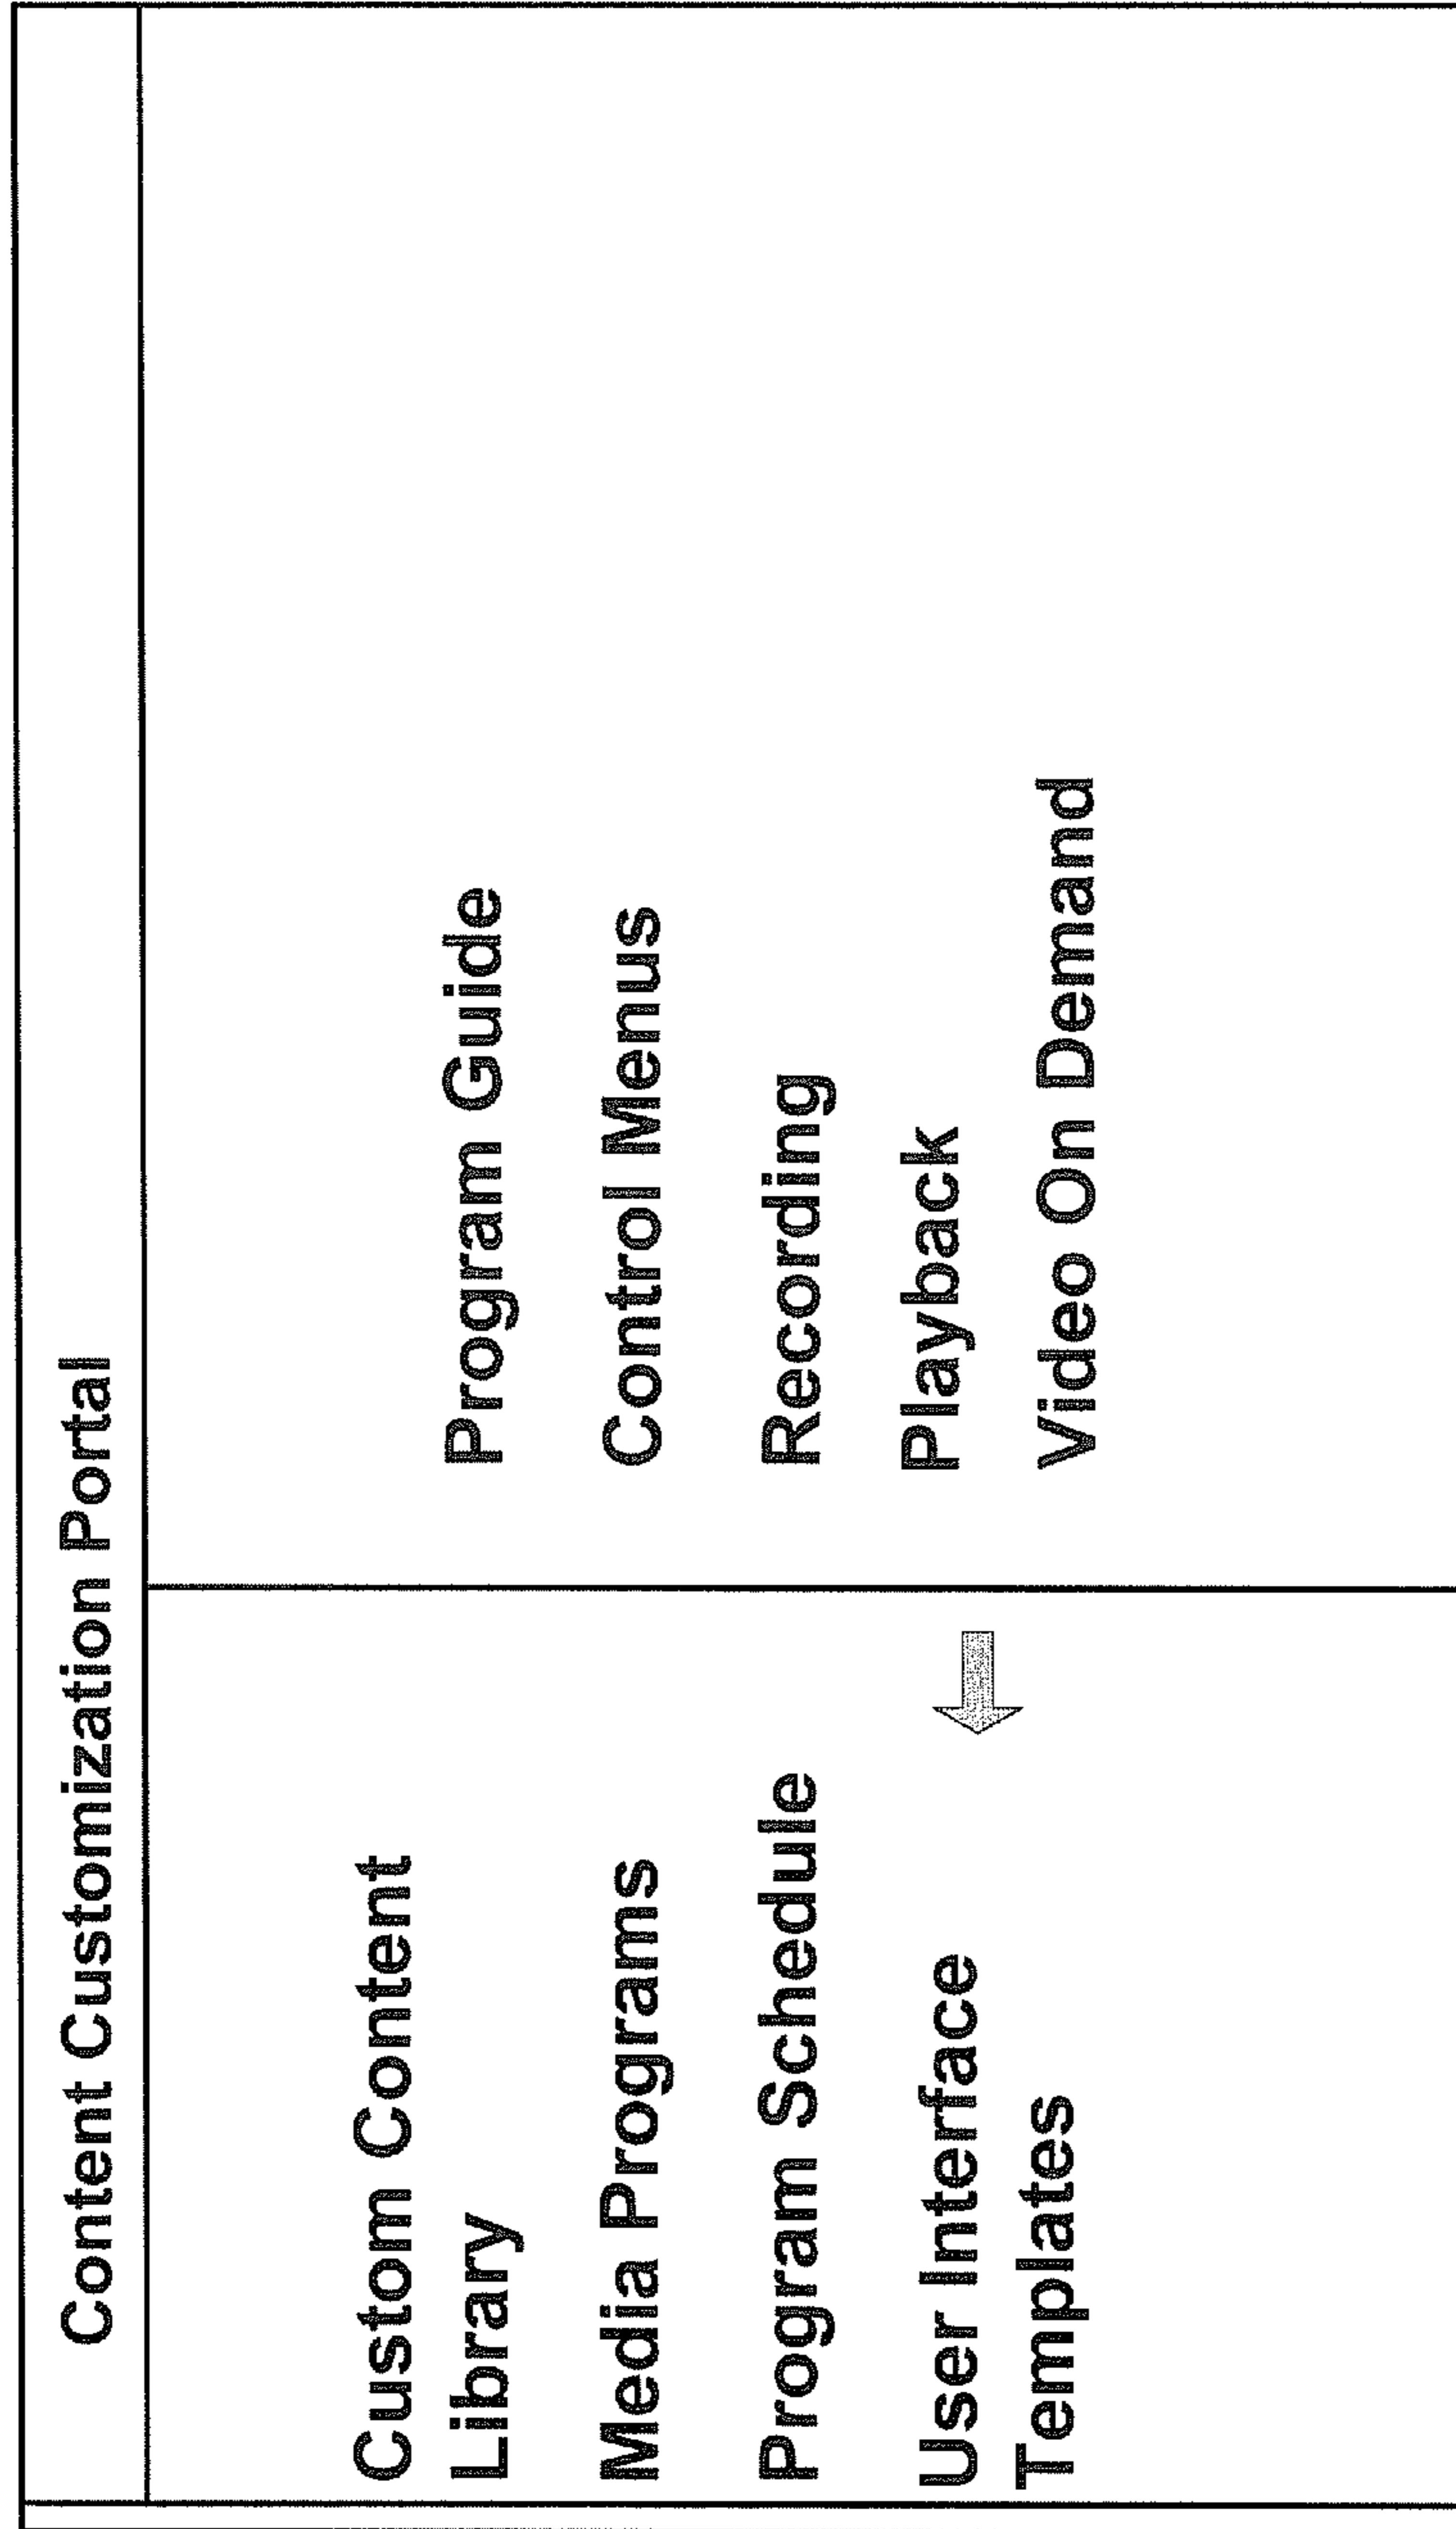 Content Customization Portal
Custom Content
Library
Media Programs
Program Schedule
User Interface
Templates
Program Guide
Control Menus
Recording
Playback
Video On Demand